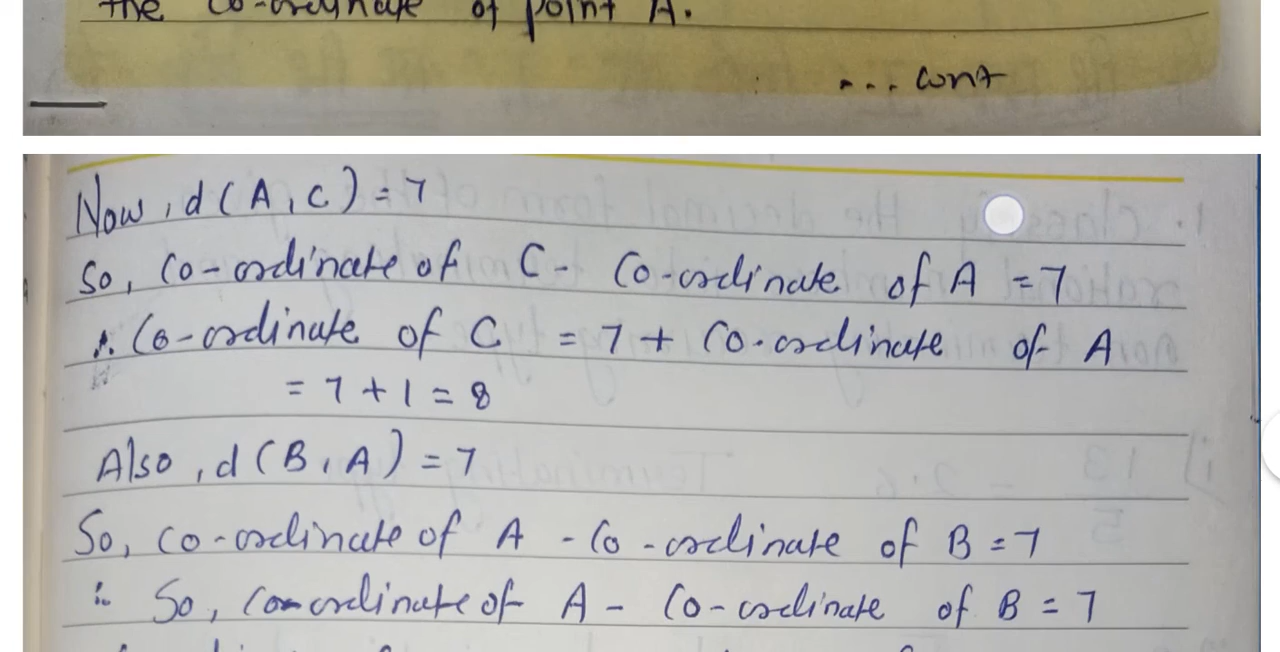 the co-ordinate of point A.
... cont
Now, d(A, C) = 7
So, Co-ordinate of C - Co-ordinate of A = 7
∴ Co-ordinate of C = 7 + Co-ordinate of A
= 7 + 1 = 8
Also, d(B, A) = 7
So, co-ordinate of A - Co-ordinate of B = 7
∴ So, Co-ordinate of A - Co-ordinate of B = 7